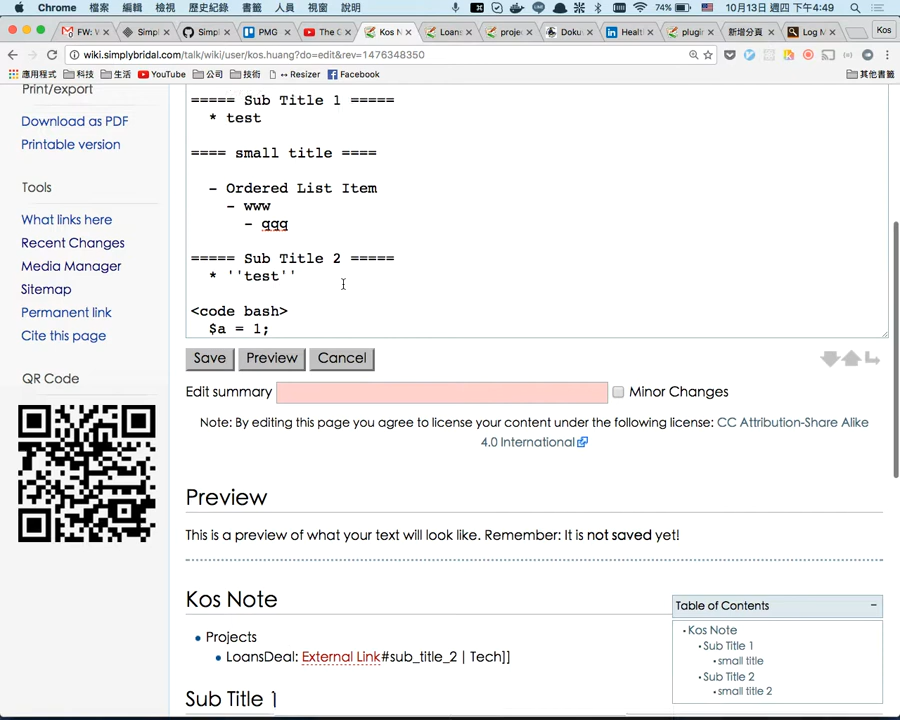 Chrome 檔案 編輯 檢視 歷史紀錄 書籤 人員 視窗 說明 74% 10月13日 週四 下午4:49
FW: Simpl Simpl PMG The C Kos N Loans proje Doku Healt plugi 新增分頁 Log M Kos
wiki.simplybridal.com/talk/wiki/user/kos.huang?do=edit&rev=1476348350
應用程式 科技 生活 YouTube 公司 技術 ↔ Resizer Facebook 其他書籤
Print/export
Download as PDF
Printable version
Tools
What links here
Recent Changes
Media Manager
Sitemap
Permanent link
Cite this page
QR Code
===== Sub Title 1 =====
* test
==== small title ====
- Ordered List Item
- www
- qqq
===== Sub Title 2 =====
* ''test''
<code bash>
$a = 1;
Save Preview Cancel
Edit summary Minor Changes
Note: By editing this page you agree to license your content under the following license: CC Attribution-Share Alike
4.0 International
Preview
This is a preview of what your text will look like. Remember: It is not saved yet!
Kos Note
Projects
LoansDeal: External Link#sub_title_2 | Tech]]
Sub Title 1
Table of Contents −
Kos Note
Sub Title 1
small title
Sub Title 2
small title 2